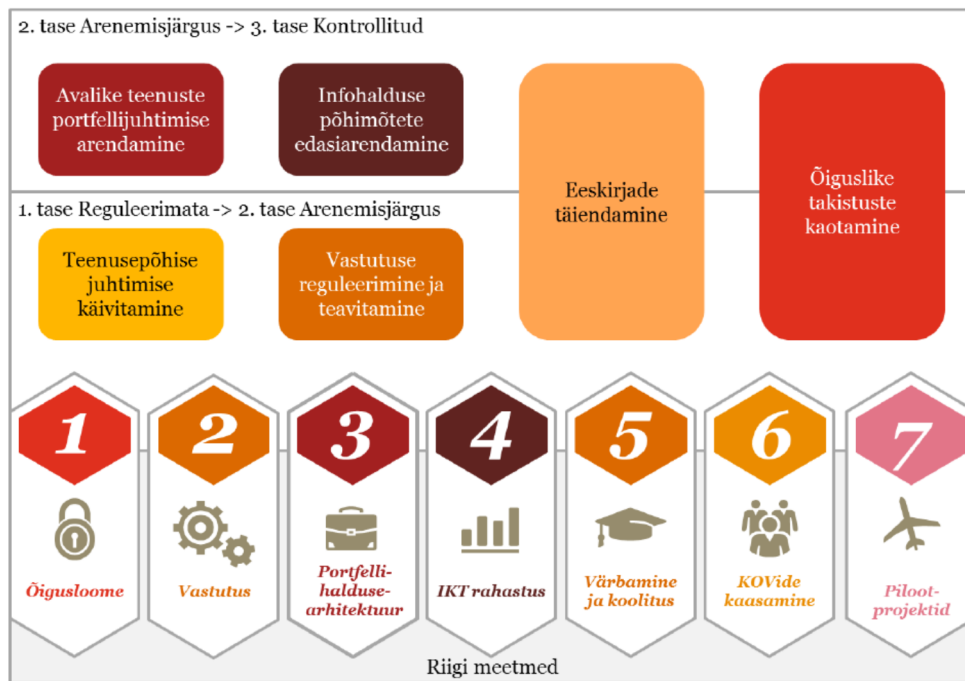 2. tase Arenemisjärgus -> 3. tase Kontrollitud
Avalike teenuste
portfellijuhtimise
arendamine
Infohalduse
põhimõtete
edasiarendamine
Eeskirjade
täiendamine
Õiguslike
takistuste
kaotamine
1. tase Reguleerimata -> 2. tase Arenemisjärgus
Teenusepõhise
juhtimise
käivitamine
Vastutuse
reguleerimine ja
teavitamine
1
Õigusloome
2
Vastutus
3
Portfelli-
halduse-
arhitektuur
4
IKT rahastus
5
Värbamine
ja koolitus
6
KOVide
kaasamine
7
Piloot-
projektid
Riigi meetmed